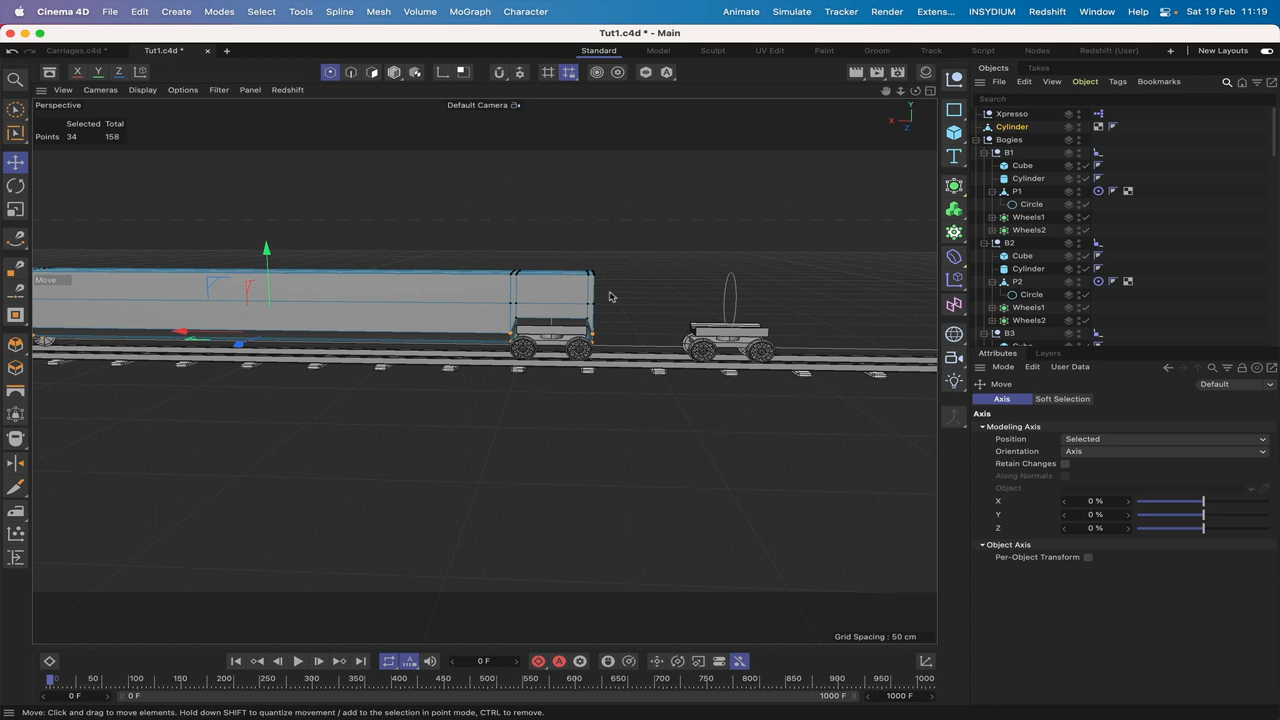 Cinema 4D File Edit Create Modes Select Tools Spline Mesh Volume MoGraph Character Animate Simulate Tracker Render Extens... INSYDIUM Redshift Window Help Sat 19 Feb 11:19
Tut1.c4d * - Main
Carriages.c4d * Tut1.c4d * Standard Model Sculpt UV Edit Paint Groom Track Script Nodes Redshift (User) New Layouts
X Y Z
Objects Takes
File Edit View Object Tags Bookmarks
View Cameras Display Options Filter Panel Redshift
Search
Perspective Default Camera
Y
X
Z
Selected Total
Points 34 158
Move
Xpresso
Cylinder
Bogies
B1
Cube
Cylinder
P1
Circle
Wheels1
Wheels2
B2
Cube
Cylinder
P2
Circle
Wheels1
Wheels2
B3
Attributes Layers
Mode Edit User Data
Move Default
Axis Soft Selection
Axis
Modeling Axis
Position Selected
Orientation Axis
Retain Changes
Along Normals
Object
X 0 %
Y 0 %
Z 0 %
Object Axis
Per-Object Transform
Grid Spacing : 50 cm
0 F
0 50 100 150 200 250 300 350 400 450 500 550 600 650 700 750 800 850 900 950 1000
0 F 0 F 1000 F 1000 F
Move: Click and drag to move elements. Hold down SHIFT to quantize movement / add to the selection in point mode, CTRL to remove.